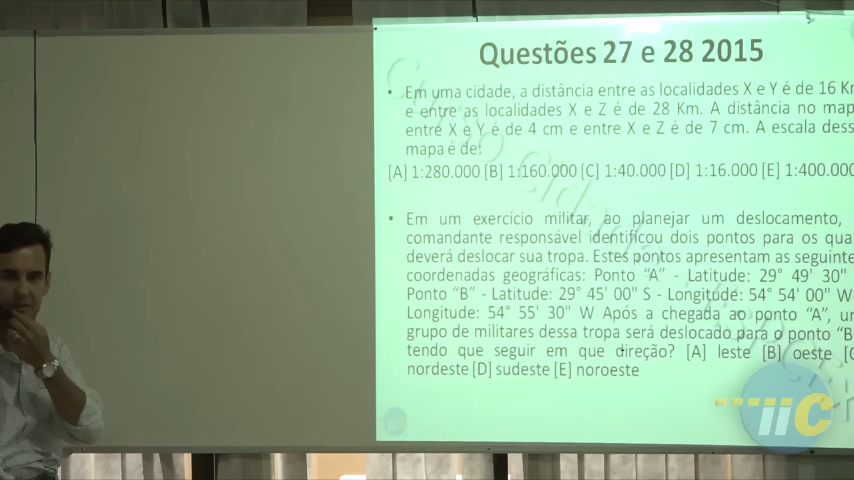 Questões 27 e 28 2015
• Em uma cidade, a distância entre as localidades X e Y é de 16 Km
e entre as localidades X e Z é de 28 Km. A distância no mapa
entre X e Y é de 4 cm e entre X e Z é de 7 cm. A escala dess
mapa é de:
[A] 1:280.000 [B] 1:160.000 [C] 1:40.000 [D] 1:16.000 [E] 1:400.000
• Em um exercício militar, ao planejar um deslocamento,
comandante responsável identificou dois pontos para os qua
deverá deslocar sua tropa. Estes pontos apresentam as seguinte
coordenadas geográficas: Ponto “A” - Latitude: 29° 49' 30"
Ponto “B” - Latitude: 29° 45' 00" S - Longitude: 54° 54' 00" W
Longitude: 54° 55' 30" W Após a chegada ao ponto “A”, um
grupo de militares dessa tropa será deslocado para o ponto “B
tendo que seguir em que direção? [A] leste [B] oeste [C
nordeste [D] sudeste [E] noroeste
iiC